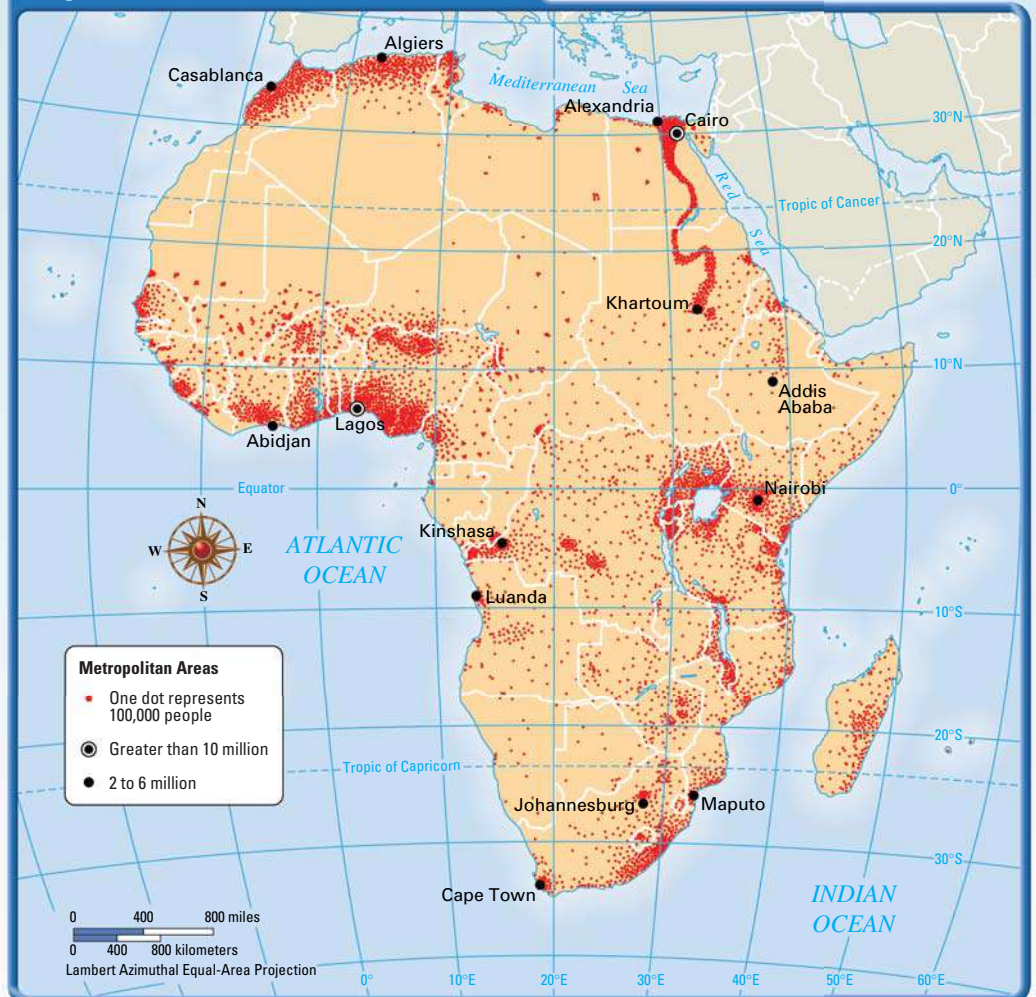 Algiers
Casablanca
Mediterranean Sea
Alexandria
Cairo
30°N
Red Sea
Tropic of Cancer
20°N
Khartoum
10°N
Addis
Ababa
Lagos
Abidjan
Equator
Nairobi
0°
N
W
E
S
Kinshasa
ATLANTIC
OCEAN
Luanda
10°S
Metropolitan Areas
One dot represents
100,000 people
Greater than 10 million
2 to 6 million
20°S
Tropic of Capricorn
Johannesburg
Maputo
30°S
Cape Town
INDIAN
OCEAN
0 400 800 miles
0 400 800 kilometers
Lambert Azimuthal Equal-Area Projection
0° 10°E 20°E 30°E 40°E 50°E 60°E